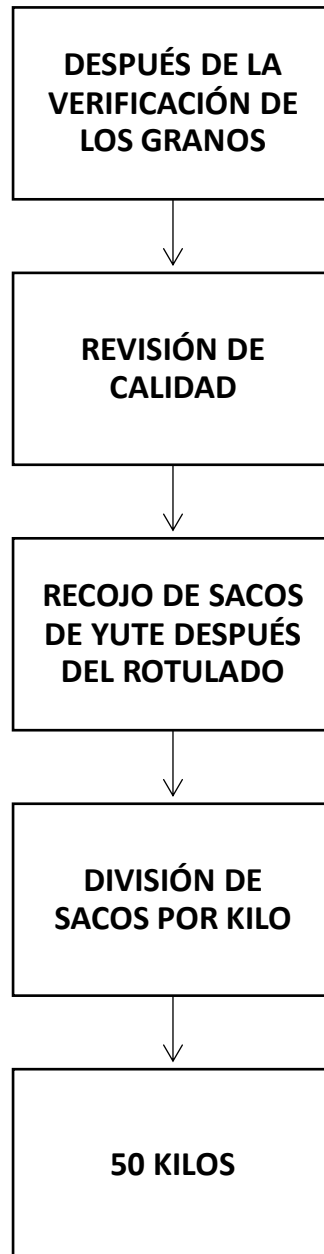 DESPUÉS DE LA
VERIFICACIÓN DE
LOS GRANOS
REVISIÓN DE
CALIDAD
RECOJO DE SACOS
DE YUTE DESPUÉS
DEL ROTULADO
DIVISIÓN DE
SACOS POR KILO
50 KILOS